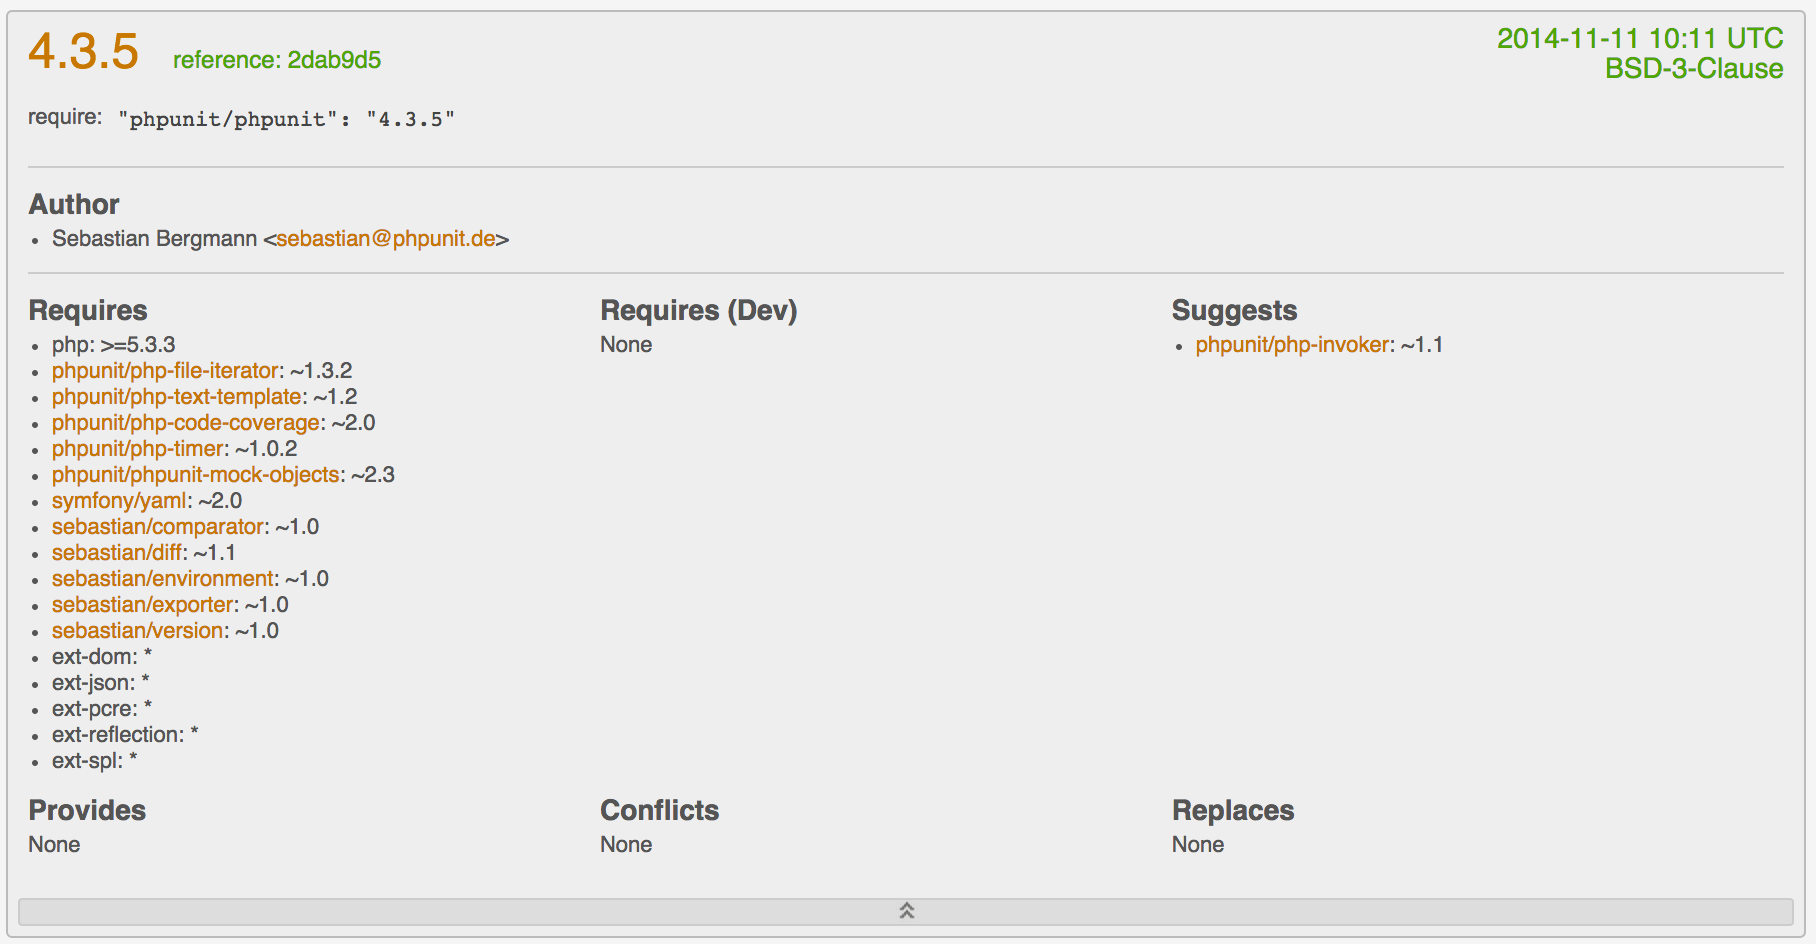 4.3.5 reference: 2dab9d5
2014-11-11 10:11 UTC
BSD-3-Clause
require: "phpunit/phpunit": "4.3.5"
Author
• Sebastian Bergmann <sebastian@phpunit.de>
Requires
• php: >=5.3.3
• phpunit/php-file-iterator: ~1.3.2
• phpunit/php-text-template: ~1.2
• phpunit/php-code-coverage: ~2.0
• phpunit/php-timer: ~1.0.2
• phpunit/phpunit-mock-objects: ~2.3
• symfony/yaml: ~2.0
• sebastian/comparator: ~1.0
• sebastian/diff: ~1.1
• sebastian/environment: ~1.0
• sebastian/exporter: ~1.0
• sebastian/version: ~1.0
• ext-dom: *
• ext-json: *
• ext-pcre: *
• ext-reflection: *
• ext-spl: *
Requires (Dev)
None
Suggests
• phpunit/php-invoker: ~1.1
Provides
None
Conflicts
None
Replaces
None